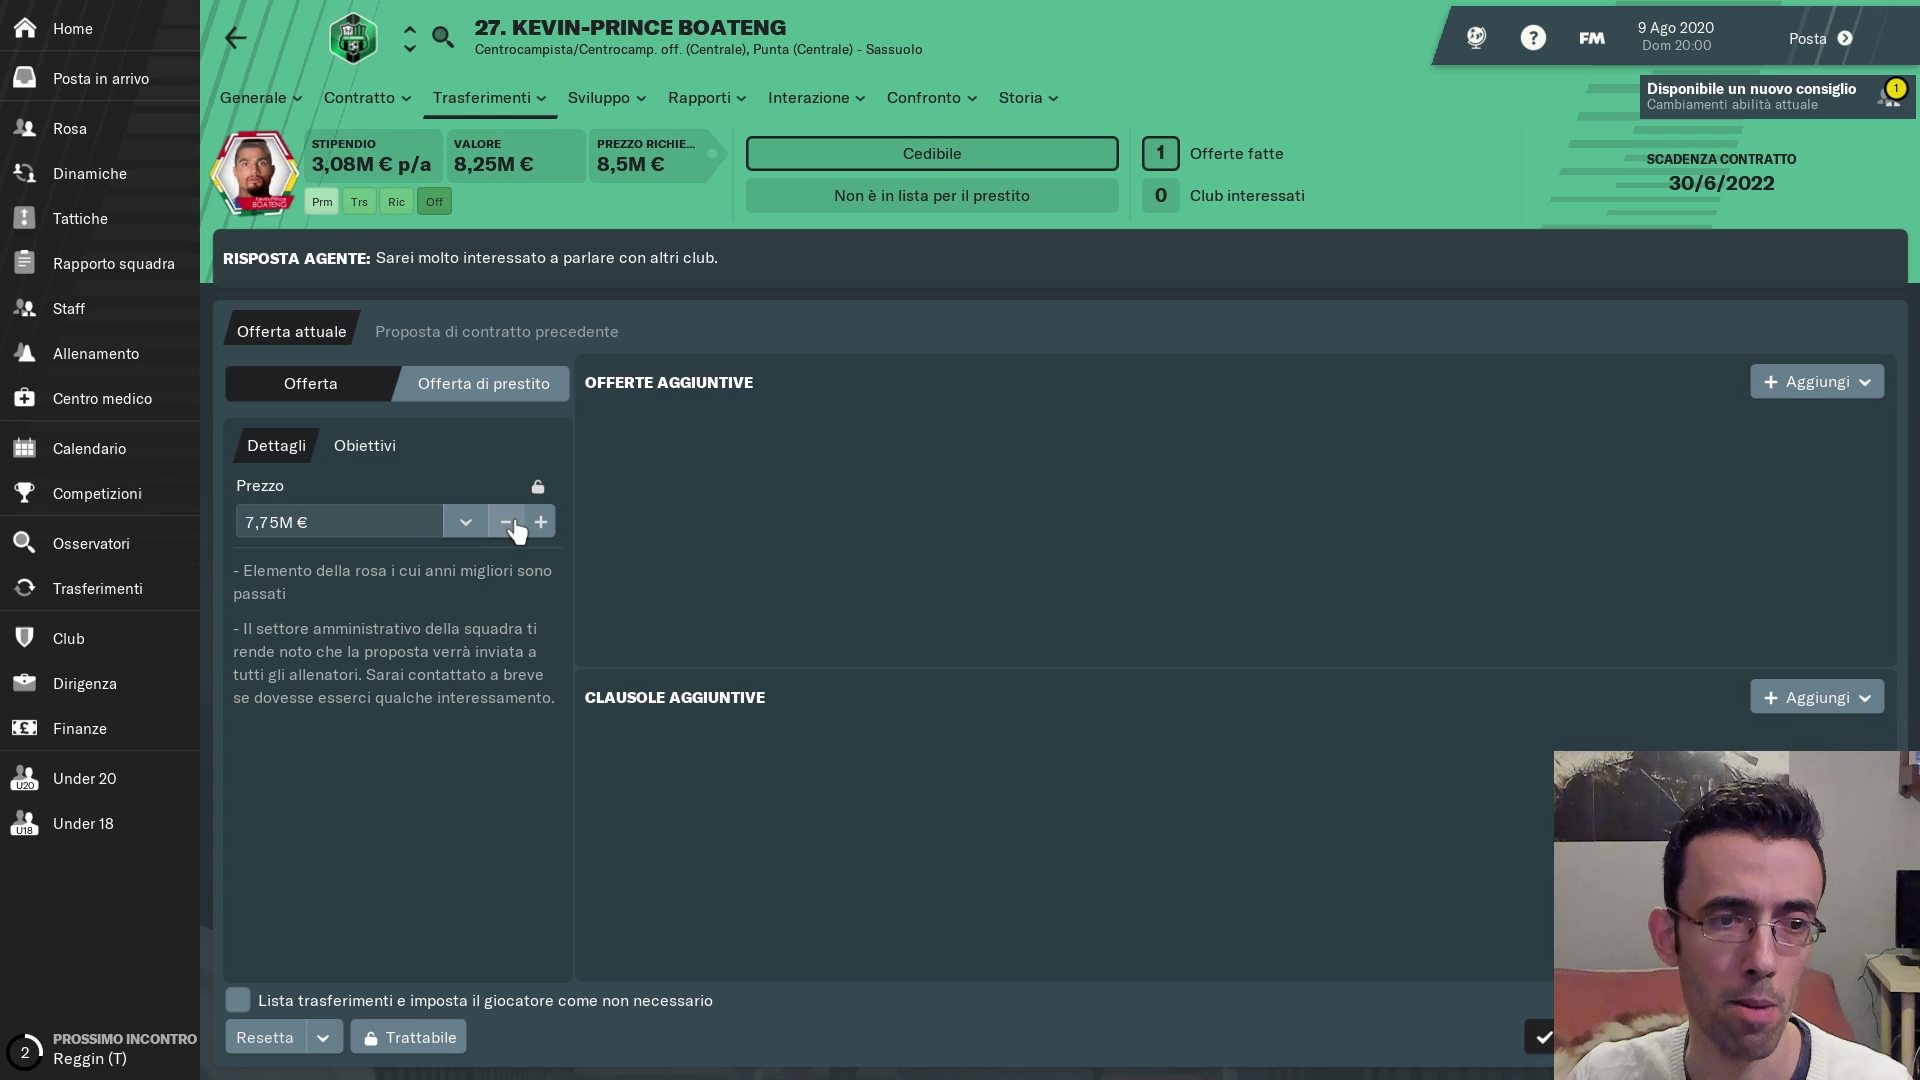 Home
Posta in arrivo
Rosa
Dinamiche
Tattiche
Rapporto squadra
Staff
Allenamento
Centro medico
Calendario
Competizioni
Osservatori
Trasferimenti
Club
Dirigenza
Finanze
U20
Under 20
U18
Under 18
2
PROSSIMO INCONTRO
Reggin (T)
27. KEVIN-PRINCE BOATENG
Centrocampista/Centrocamp. off. (Centrale), Punta (Centrale) - Sassuolo
?
FM
9 Ago 2020
Dom 20:00
Posta
Disponibile un nuovo consiglio
Cambiamenti abilità attuale
1
Generale
Contratto
Trasferimenti
Sviluppo
Rapporti
Interazione
Confronto
Storia
Kevin-Prince
BOATENG
STIPENDIO
3,08M € p/a
VALORE
8,25M €
PREZZO RICHIE...
8,5M €
Prm
Trs
Ric
Off
Cedibile
Non è in lista per il prestito
1 Offerte fatte
0 Club interessati
SCADENZA CONTRATTO
30/6/2022
RISPOSTA AGENTE: Sarei molto interessato a parlare con altri club.
Offerta attuale
Proposta di contratto precedente
Offerta
Offerta di prestito
Dettagli
Obiettivi
Prezzo
7,75M €
- Elemento della rosa i cui anni migliori sono
passati
- Il settore amministrativo della squadra ti
rende noto che la proposta verrà inviata a
tutti gli allenatori. Sarai contattato a breve
se dovesse esserci qualche interessamento.
OFFERTE AGGIUNTIVE
+ Aggiungi
CLAUSOLE AGGIUNTIVE
+ Aggiungi
Lista trasferimenti e imposta il giocatore come non necessario
Resetta
Trattabile